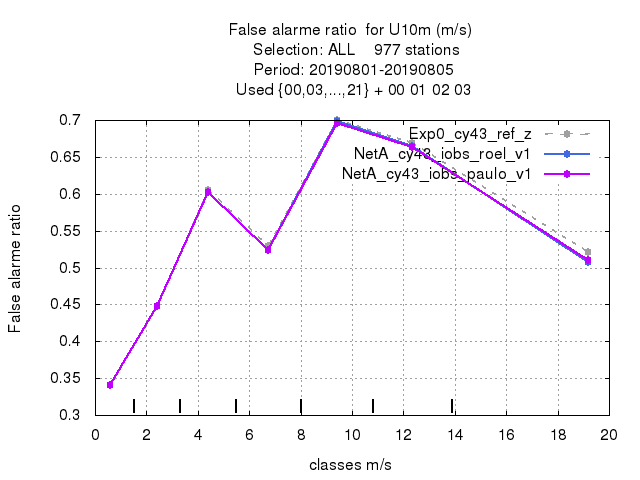 False alarme ratio  for U10m (m/s)
Selection: ALL    977 stations
Period: 20190801-20190805
Used {00,03,...,21} + 00 01 02 03
Exp0_cy43_ref_z
NetA_cy43_iobs_roel_v1
NetA_cy43_iobs_paulo_v1
False alarme ratio
0.7
0.65
0.6
0.55
0.5
0.45
0.4
0.35
0.3
0 2 4 6 8 10 12 14 16 18 20
classes m/s